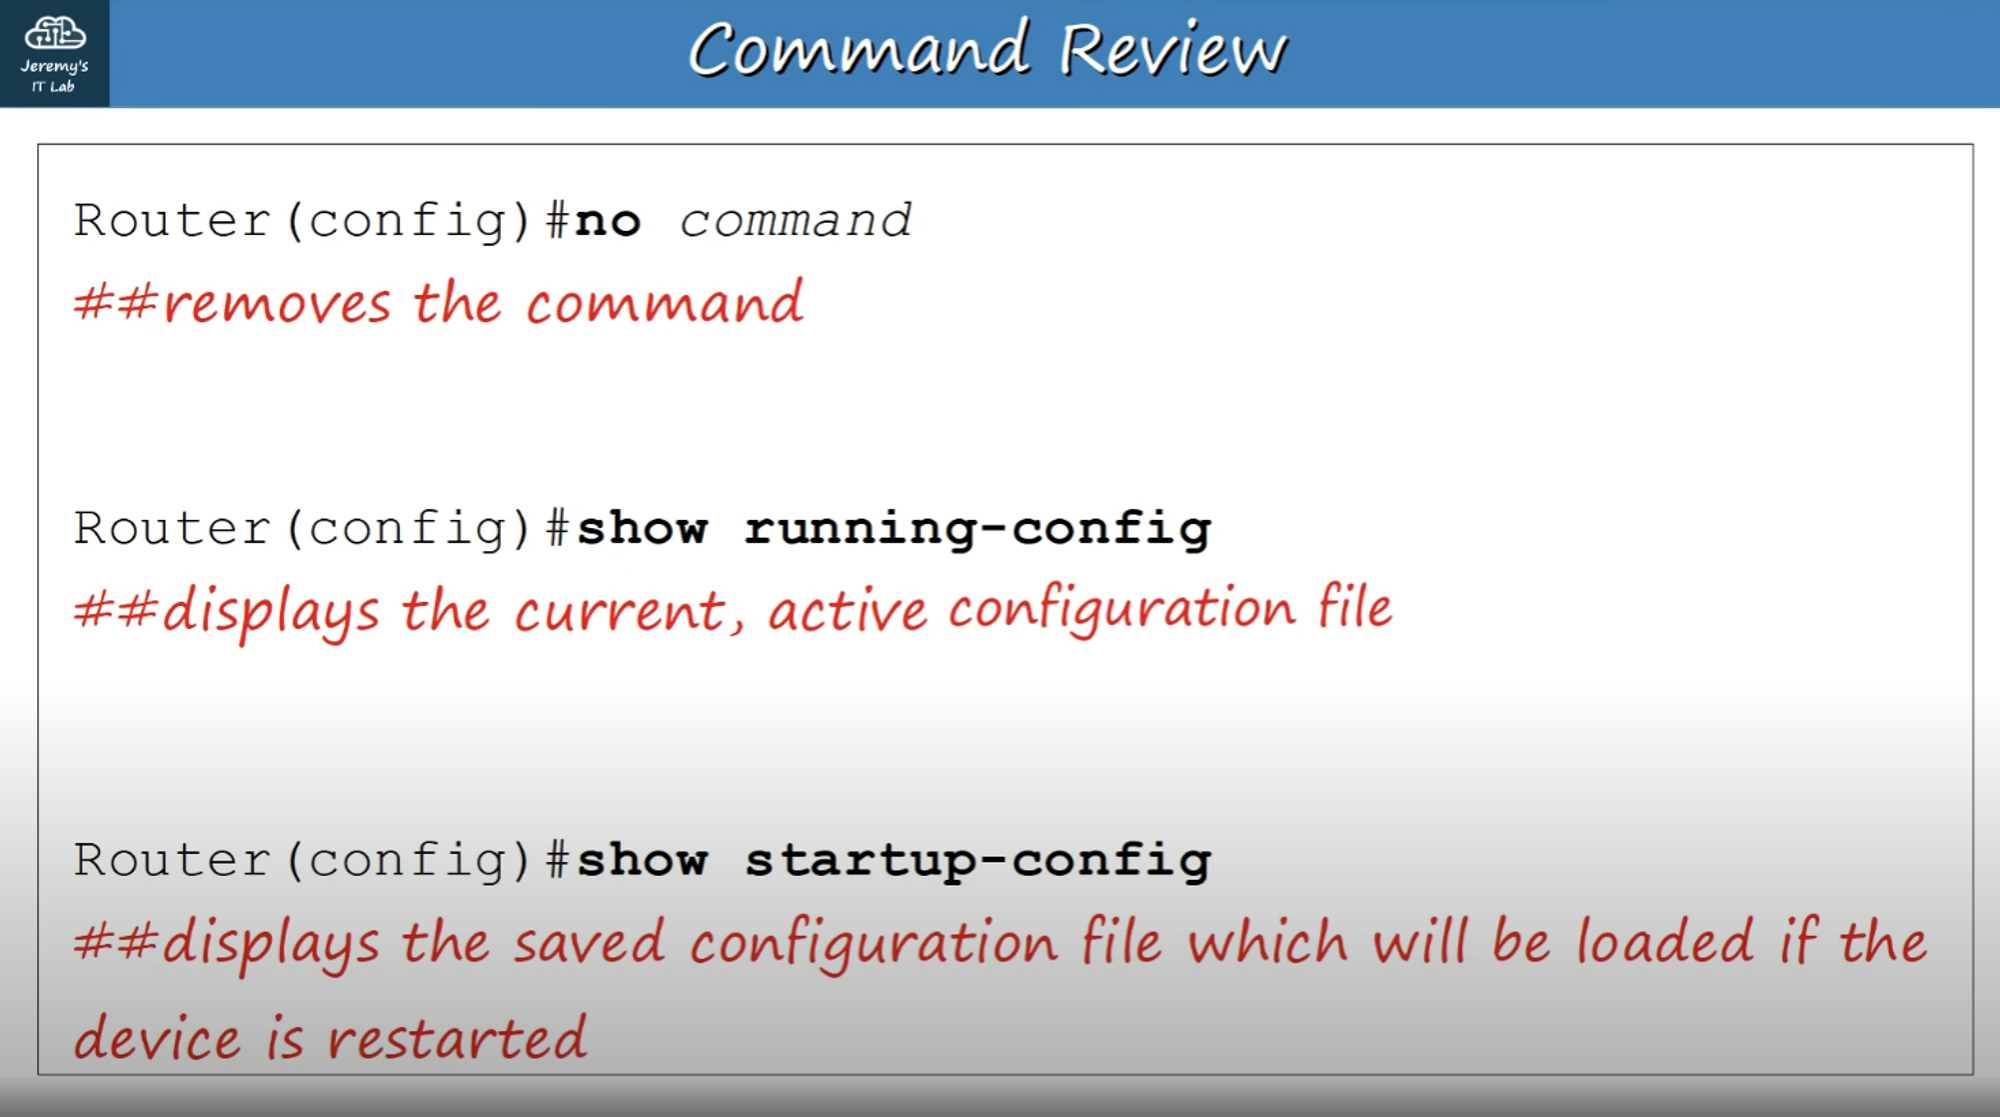 Jeremy's
IT Lab
Command Review
Router(config)#no command
##removes the command
Router(config)#show running-config
##displays the current, active configuration file
Router(config)#show startup-config
##displays the saved configuration file which will be loaded if the
device is restarted